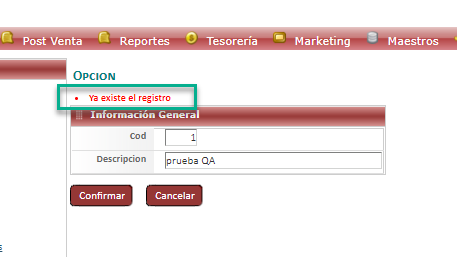 Post Venta Reportes Tesorería Marketing Maestros
OPCION
Ya existe el registro
Información General
Cod 1
Descripcion prueba QA
Confirmar Cancelar